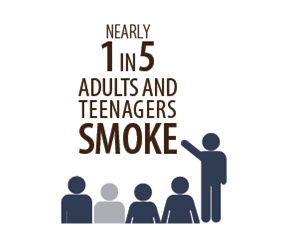 NEARLY
1 IN 5
ADULTS AND
TEENAGERS
SMOKE